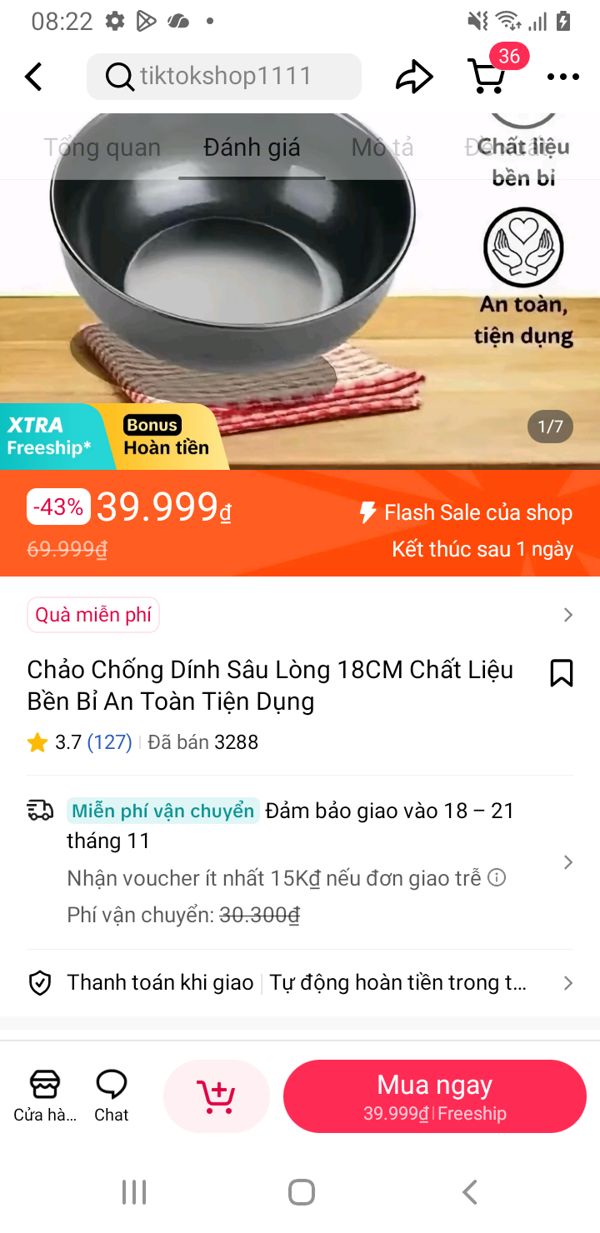 08:22
tiktokshop1111
36
Tổng quan
Đánh giá
Mô tả
Chất liệu
bền bỉ
An toàn,
tiện dụng
XTRA
Freeship*
Bonus
Hoàn tiền
1/7
-43%
39.999₫
Flash Sale của shop
69.999₫
Kết thúc sau 1 ngày
Quà miễn phí
Chảo Chống Dính Sâu Lòng 18CM Chất Liệu
Bền Bỉ An Toàn Tiện Dụng
3.7 (127) Đã bán 3288
Miễn phí vận chuyển Đảm bảo giao vào 18 – 21
tháng 11
Nhận voucher ít nhất 15K₫ nếu đơn giao trễ
Phí vận chuyển: 30.300₫
Thanh toán khi giao | Tự động hoàn tiền trong t...
Cửa hà...
Chat
Mua ngay
39.999₫ | Freeship